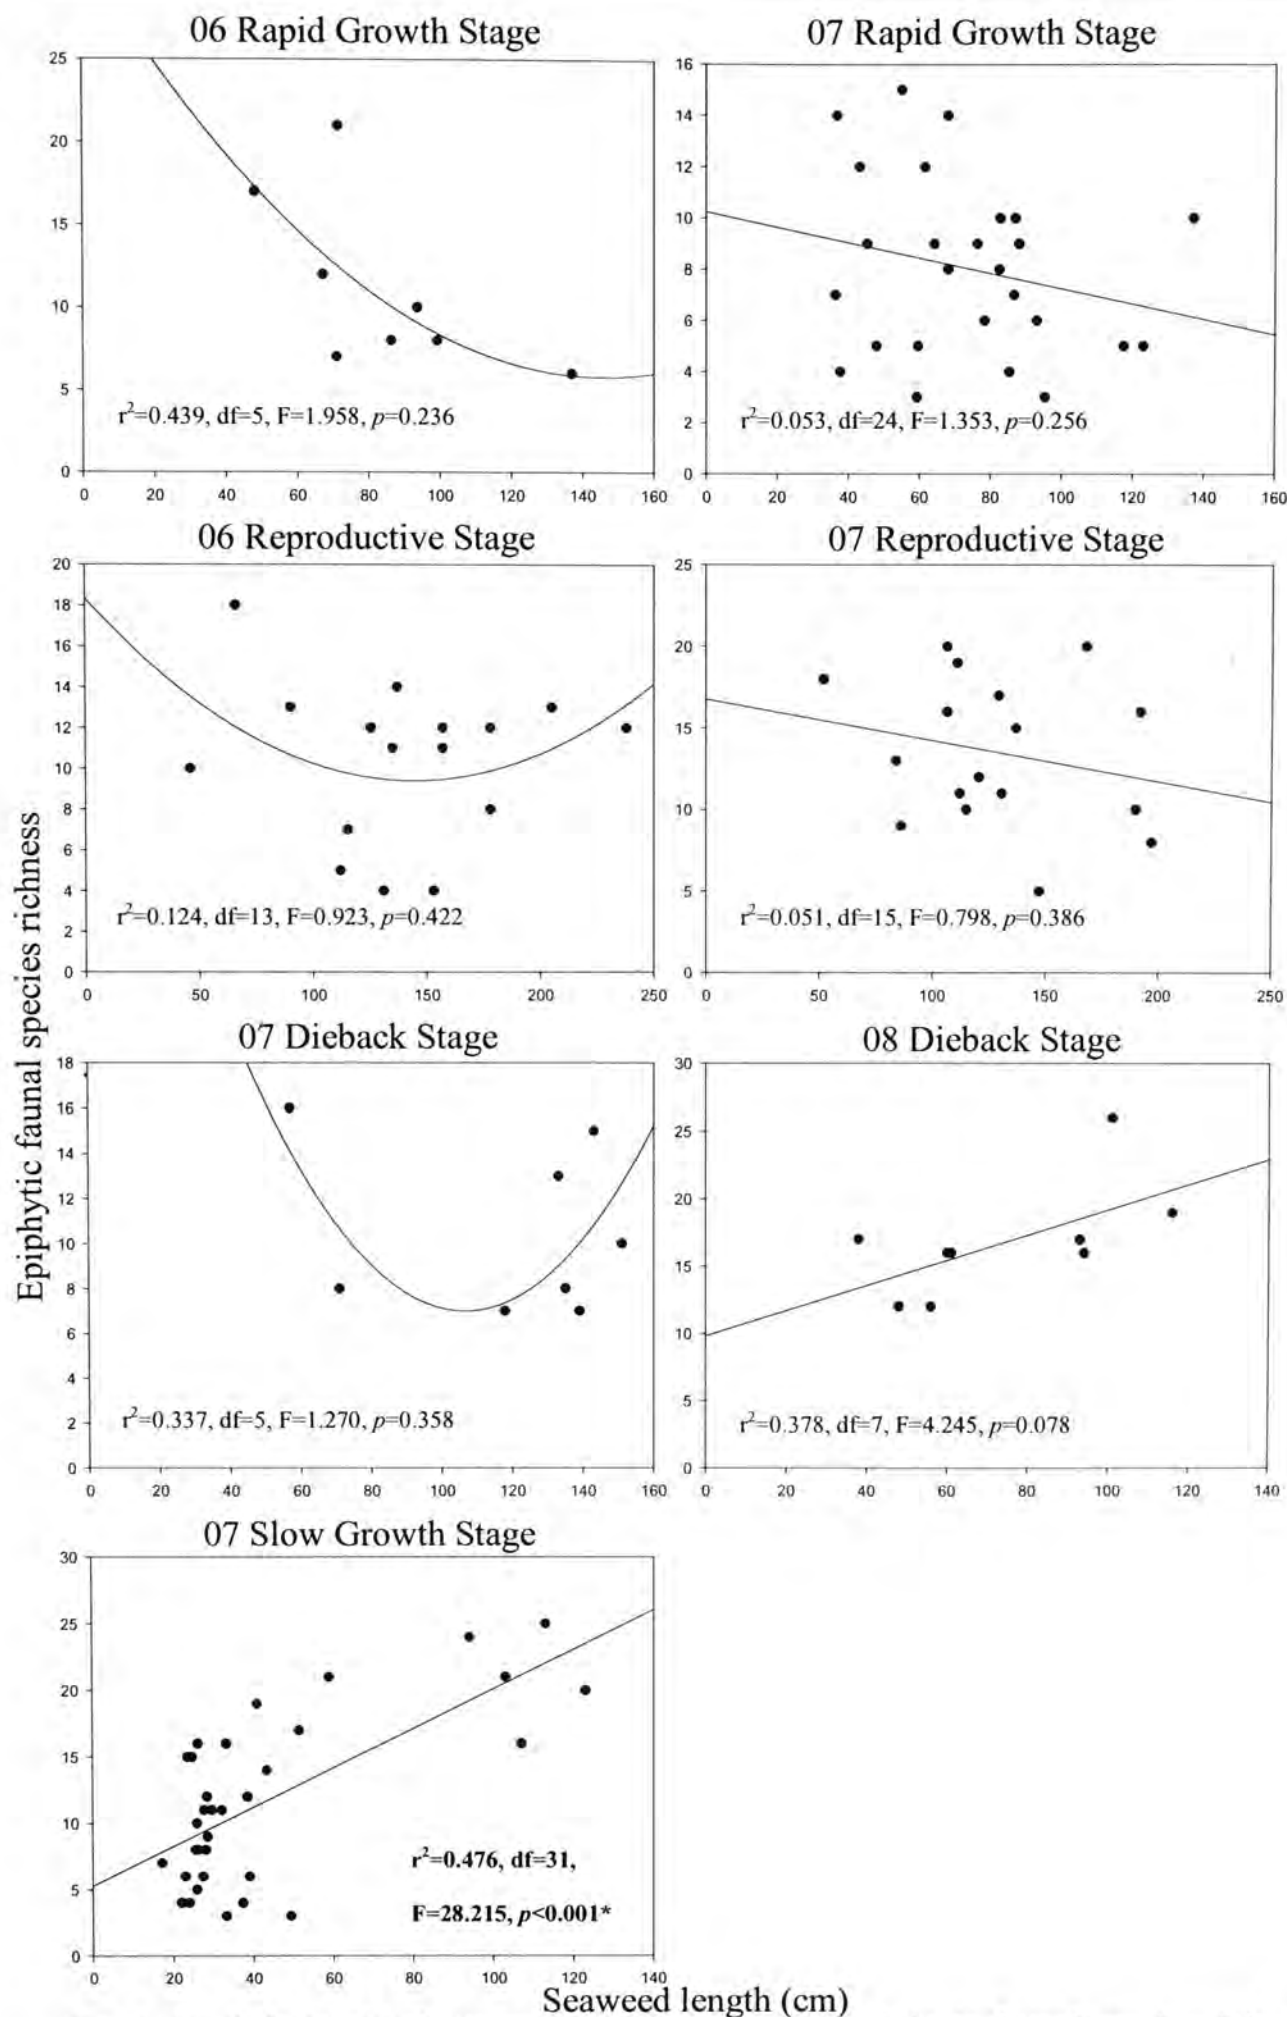 06 Rapid Growth Stage
25
20
15
10
5
0
r²=0.439, df=5, F=1.958, p=0.236
0 20 40 60 80 100 120 140 160
07 Rapid Growth Stage
16
14
12
10
8
6
4
2
0
r²=0.053, df=24, F=1.353, p=0.256
0 20 40 60 80 100 120 140 160
06 Reproductive Stage
20
18
16
14
12
10
8
6
4
2
0
r²=0.124, df=13, F=0.923, p=0.422
0 50 100 150 200 250
07 Reproductive Stage
25
20
15
10
5
0
r²=0.051, df=15, F=0.798, p=0.386
0 50 100 150 200 250
Epiphytic faunal species richness
07 Dieback Stage
18
16
14
12
10
8
6
4
2
0
r²=0.337, df=5, F=1.270, p=0.358
0 20 40 60 80 100 120 140 160
08 Dieback Stage
30
25
20
15
10
5
0
r²=0.378, df=7, F=4.245, p=0.078
0 20 40 60 80 100 120 140
07 Slow Growth Stage
30
25
20
15
10
5
0
r²=0.476, df=31,
F=28.215, p<0.001*
0 20 40 60 80 100 120 140
Seaweed length (cm)